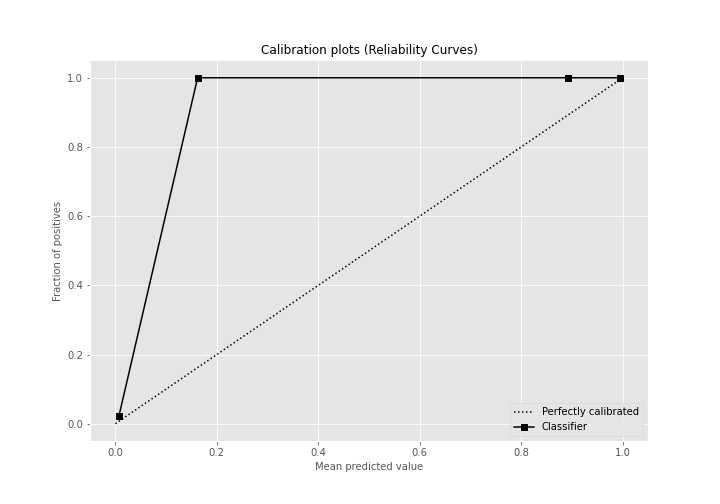 Calibration plots (Reliability Curves)
1.0
0.8
0.6
0.4
0.2
0.0
Fraction of positives
0.0 0.2 0.4 0.6 0.8 1.0
Mean predicted value
Perfectly calibrated
Classifier